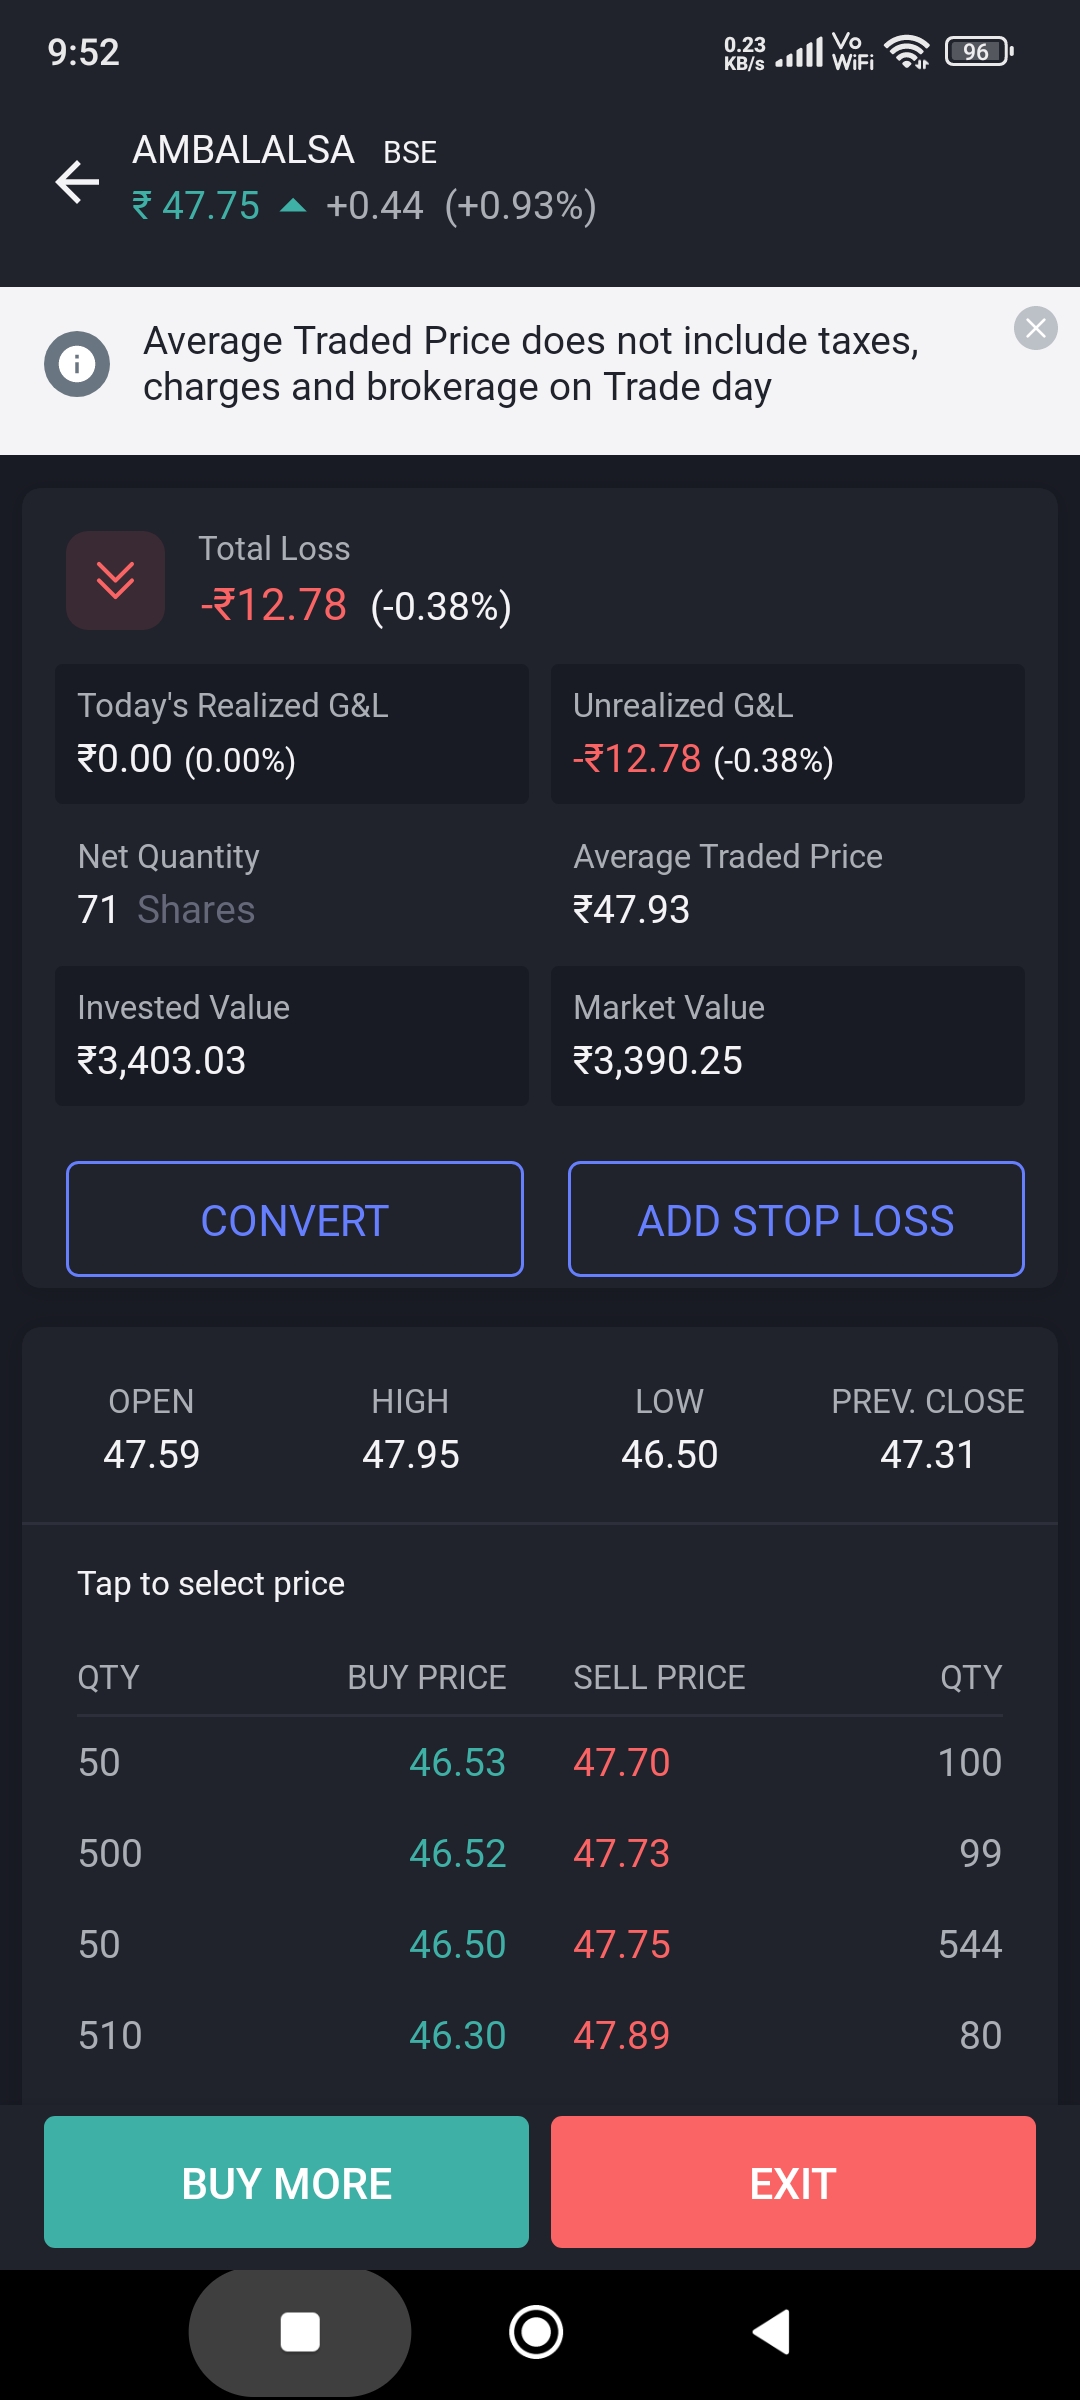 9:52
0.23
KB/s
Vo
WiFi
96
AMBALALSA BSE
₹ 47.75 ▲ +0.44 (+0.93%)
Average Traded Price does not include taxes,
charges and brokerage on Trade day
Total Loss
-₹12.78 (-0.38%)
Today's Realized G&L
₹0.00 (0.00%)
Unrealized G&L
-₹12.78 (-0.38%)
Net Quantity
71 Shares
Average Traded Price
₹47.93
Invested Value
₹3,403.03
Market Value
₹3,390.25
CONVERT
ADD STOP LOSS
OPEN HIGH LOW PREV. CLOSE
47.59 47.95 46.50 47.31
Tap to select price
QTY BUY PRICE SELL PRICE QTY
50 46.53 47.70 100
500 46.52 47.73 99
50 46.50 47.75 544
510 46.30 47.89 80
BUY MORE
EXIT